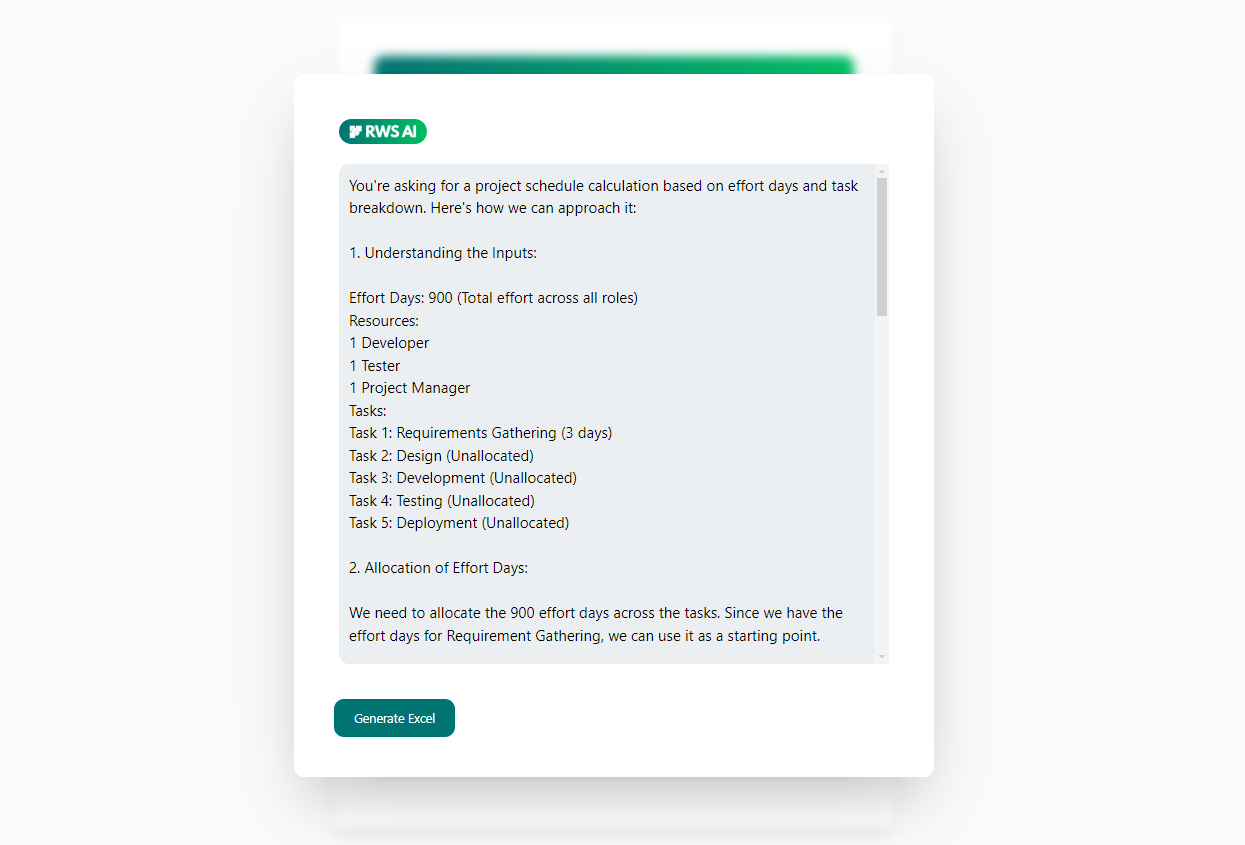 RWS AI
You're asking for a project schedule calculation based on effort days and task
breakdown. Here's how we can approach it:
1. Understanding the Inputs:
Effort Days: 900 (Total effort across all roles)
Resources:
1 Developer
1 Tester
1 Project Manager
Tasks:
Task 1: Requirements Gathering (3 days)
Task 2: Design (Unallocated)
Task 3: Development (Unallocated)
Task 4: Testing (Unallocated)
Task 5: Deployment (Unallocated)
2. Allocation of Effort Days:
We need to allocate the 900 effort days across the tasks. Since we have the
effort days for Requirement Gathering, we can use it as a starting point.
Generate Excel